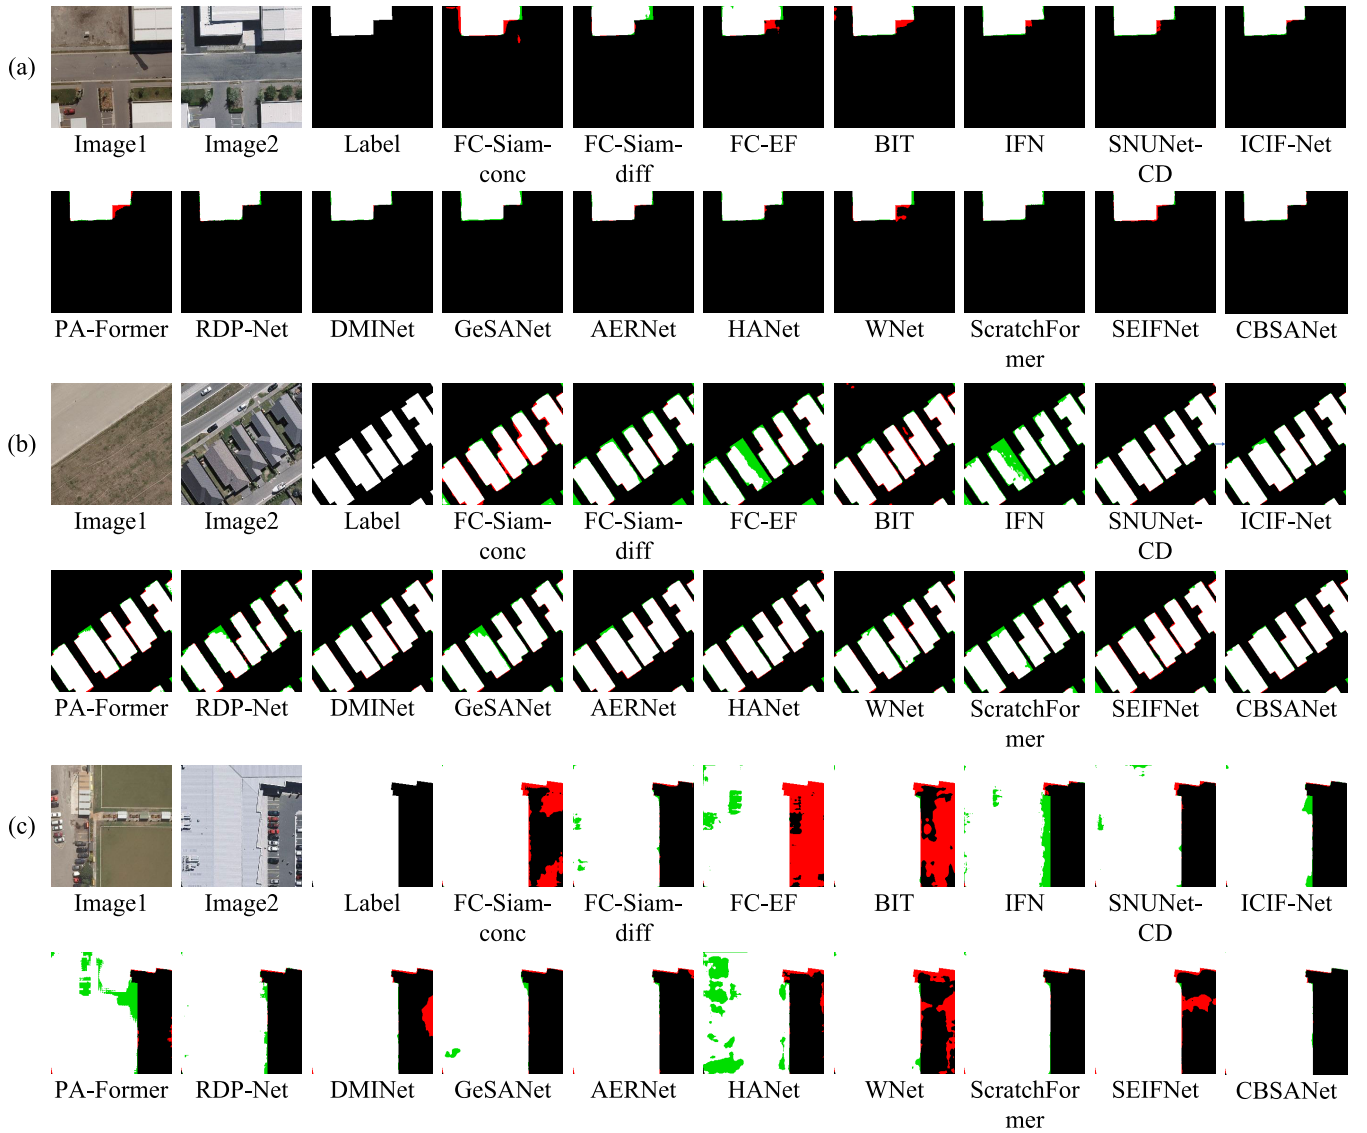 (a)
Image1 Image2 Label FC-Siam- FC-Siam- FC-EF BIT IFN SNUNet- ICIF-Net
conc diff CD
PA-Former RDP-Net DMINet GeSANet AERNet HANet WNet ScratchFor SEIFNet CBSANet
mer
(b)
Image1 Image2 Label FC-Siam- FC-Siam- FC-EF BIT IFN SNUNet- ICIF-Net
conc diff CD
PA-Former RDP-Net DMINet GeSANet AERNet HANet WNet ScratchFor SEIFNet CBSANet
mer
(c)
Image1 Image2 Label FC-Siam- FC-Siam- FC-EF BIT IFN SNUNet- ICIF-Net
conc diff CD
PA-Former RDP-Net DMINet GeSANet AERNet HANet WNet ScratchFor SEIFNet CBSANet
mer